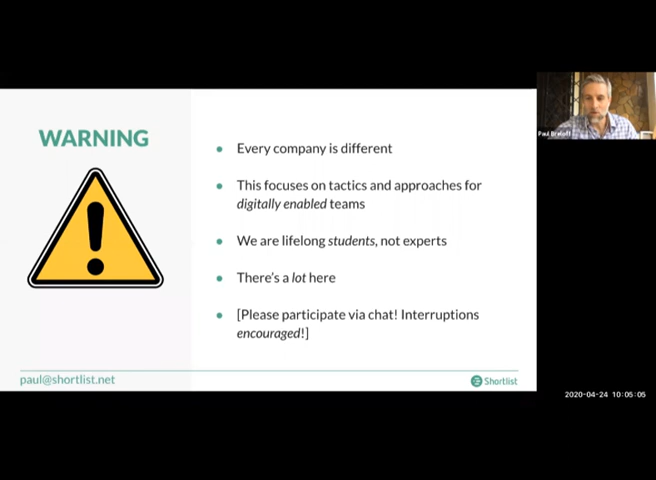 WARNING
Every company is different
This focuses on tactics and approaches for
digitally enabled teams
We are lifelong students, not experts
There's a lot here
[Please participate via chat! Interruptions
encouraged!]
paul@shortlist.net
Shortlist
Paul
2020-04-24 10:05:05